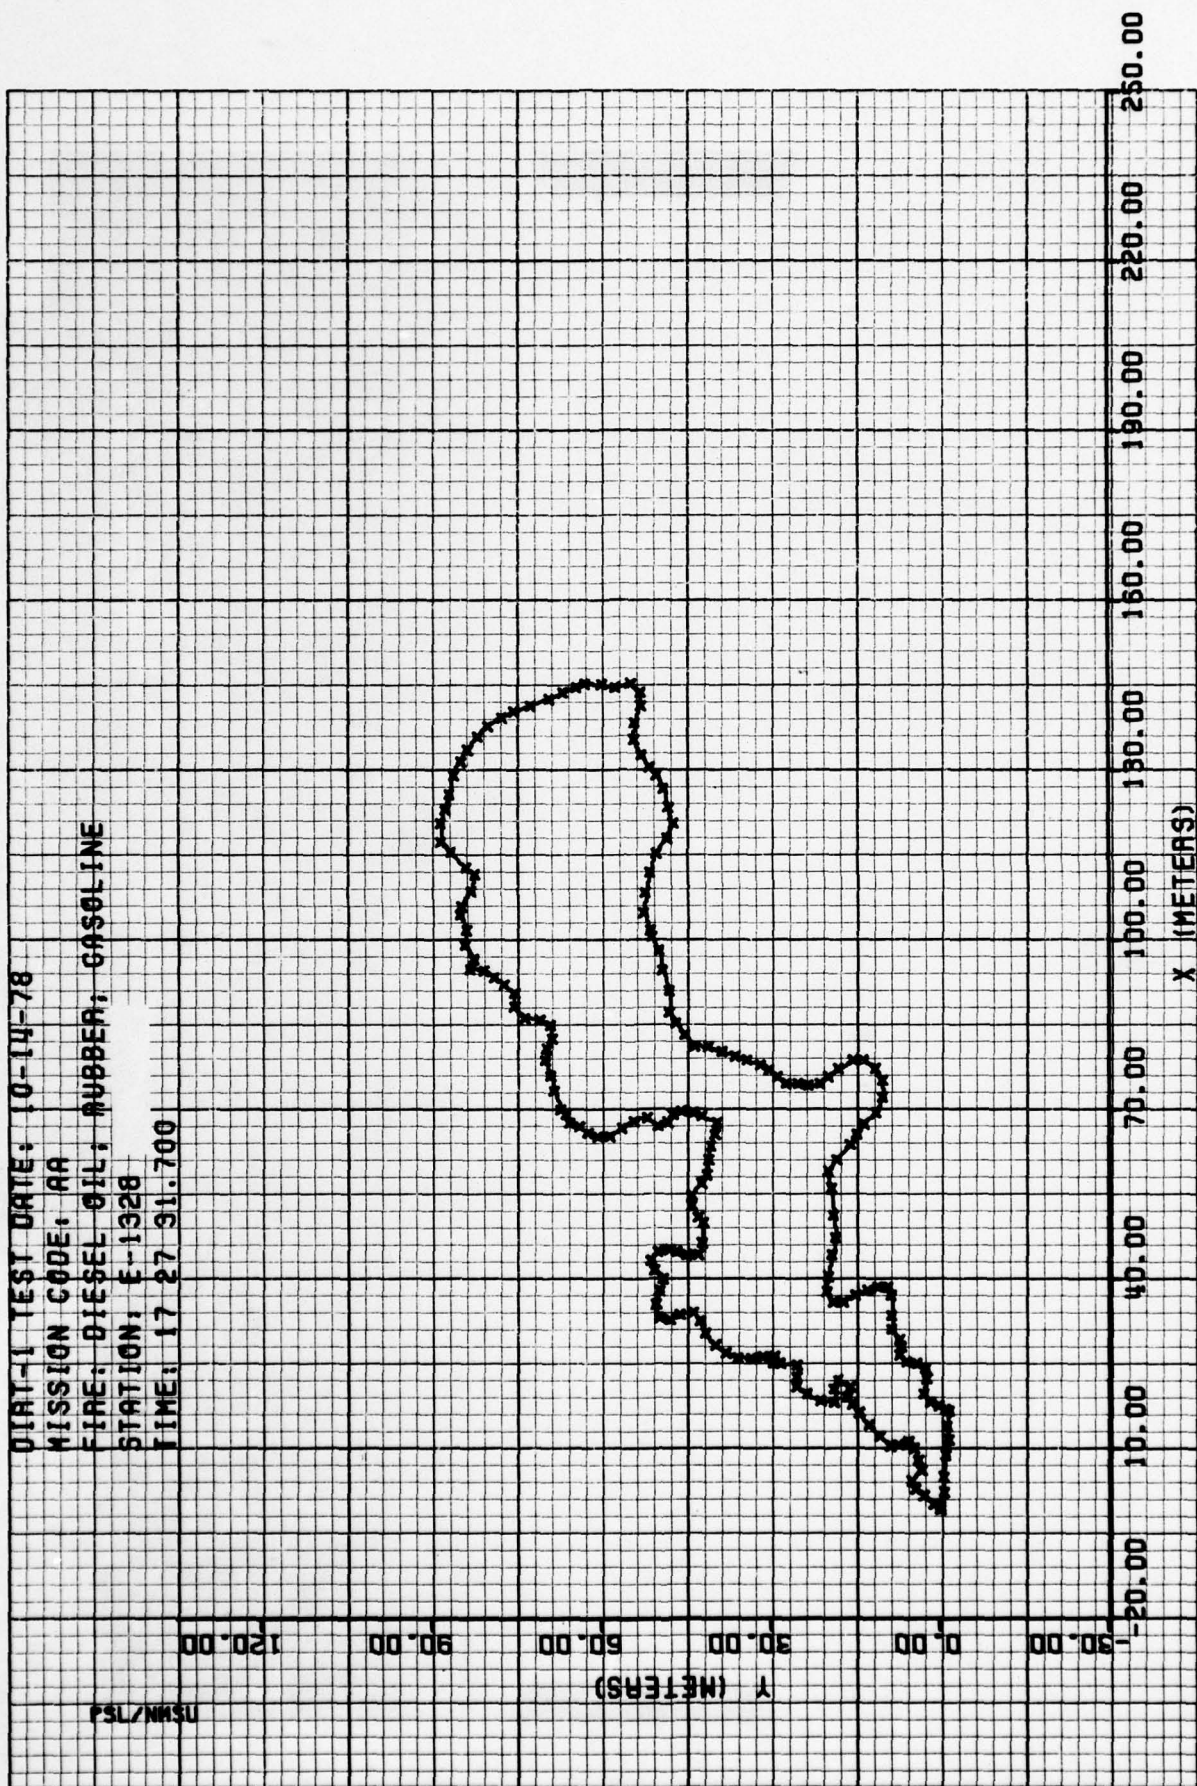 DIRT-1 TEST DATE: 10-14-78
MISSION CODE: AA
FIRE: DIESEL OIL; RUBBER; GASOLINE
STATION: E-1328
TIME: 17 27 31.700
PSL/NMSU
120.00
90.00
60.00
30.00
0.00
-30.00
Y (METERS)
-20.00 10.00 40.00 70.00 100.00 130.00 160.00 190.00 220.00 250.00
X (METERS)